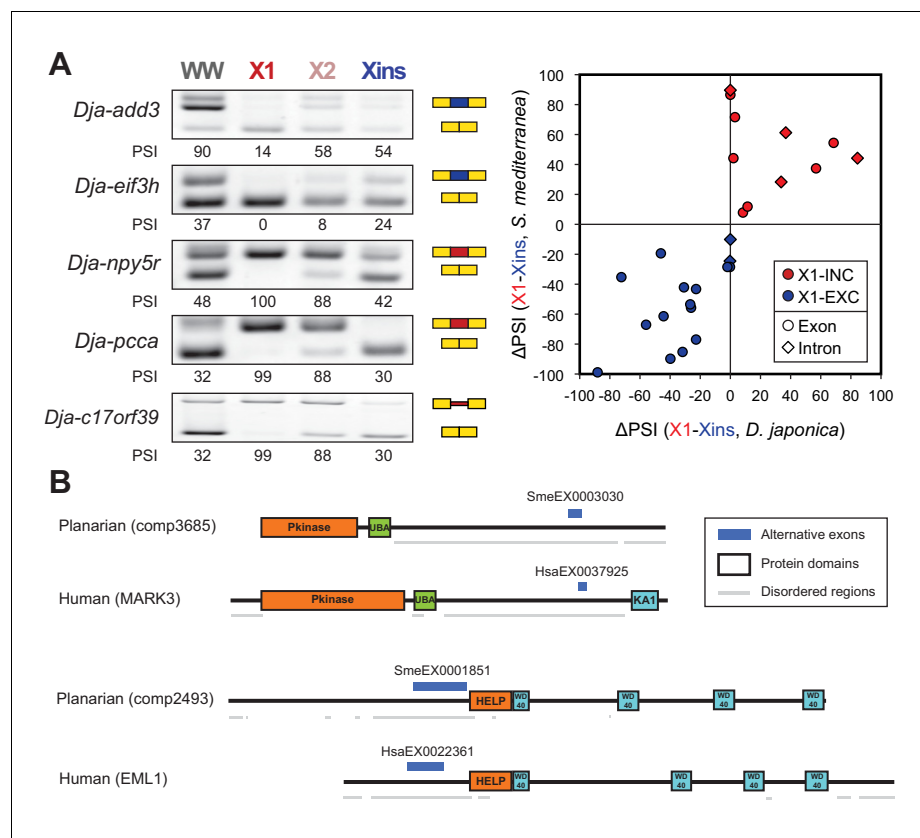 A
WW X1 X2 Xins
Dja-add3
PSI 90 14 58 54
Dja-eif3h
PSI 37 0 8 24
Dja-npy5r
PSI 48 100 88 42
Dja-pcca
PSI 32 99 88 30
Dja-c17orf39
PSI 32 99 88 30
ΔPSI (X1-Xins, S. mediterranea)
100
80
60
40
20
0
-20
-40
-60
-80
-100
-100 -80 -60 -40 -20 0 20 40 60 80 100
ΔPSI (X1-Xins, D. japonica)
X1-INC
X1-EXC
Exon
Intron
B
Planarian (comp3685)
Pkinase
UBA
SmeEX0003030
Human (MARK3)
Pkinase
UBA
HsaEX0037925
KA1
Alternative exons
Protein domains
Disordered regions
Planarian (comp2493)
SmeEX0001851
HELP
WD
40
WD
40
WD
40
WD
40
Human (EML1)
HsaEX0022361
HELP
WD
40
WD
40
WD
40
WD
40